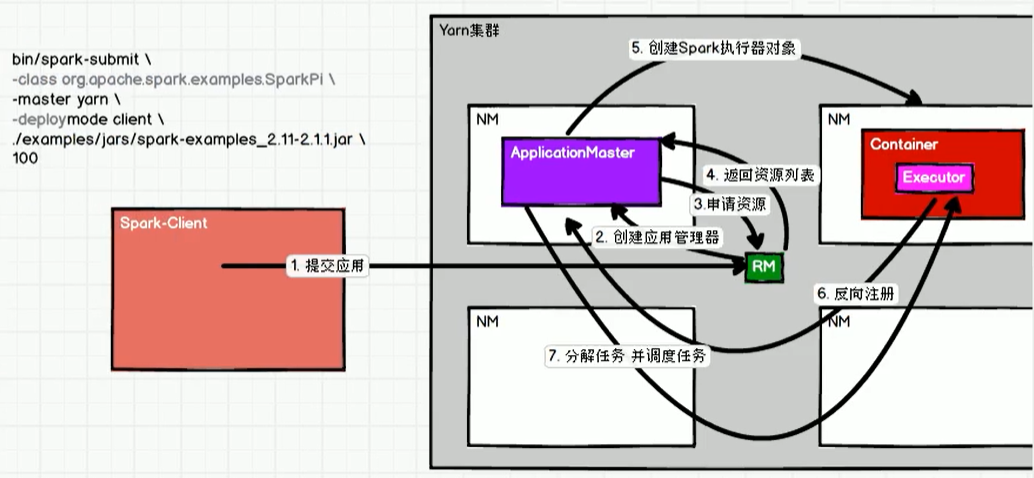 bin/spark-submit \
-class org.apache.spark.examples.SparkPi \
-master yarn \
-deploymode client \
./examples/jars/spark-examples_2.11-2.1.1.jar \
100
Yarn集群
5. 创建Spark执行器对象
NM
NM
ApplicationMaster
Container
Executor
4. 返回资源列表
3.申请资源
2. 创建应用管理器
Spark-Client
1. 提交应用
RM
6. 反向注册
NM
NM
7. 分解任务 并调度任务